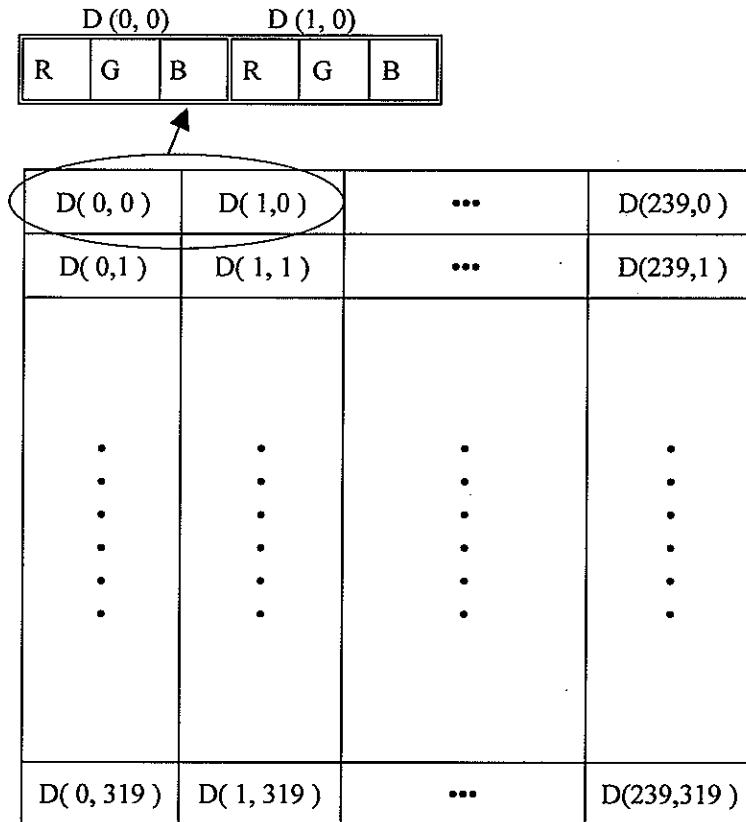 D (0, 0) D (1, 0)
R G B R G B
D( 0, 0 ) D( 1,0 ) ••• D(239,0 )
D( 0,1 ) D( 1, 1 ) ••• D(239,1 )
D( 0, 319 ) D( 1, 319 ) ••• D(239,319 )